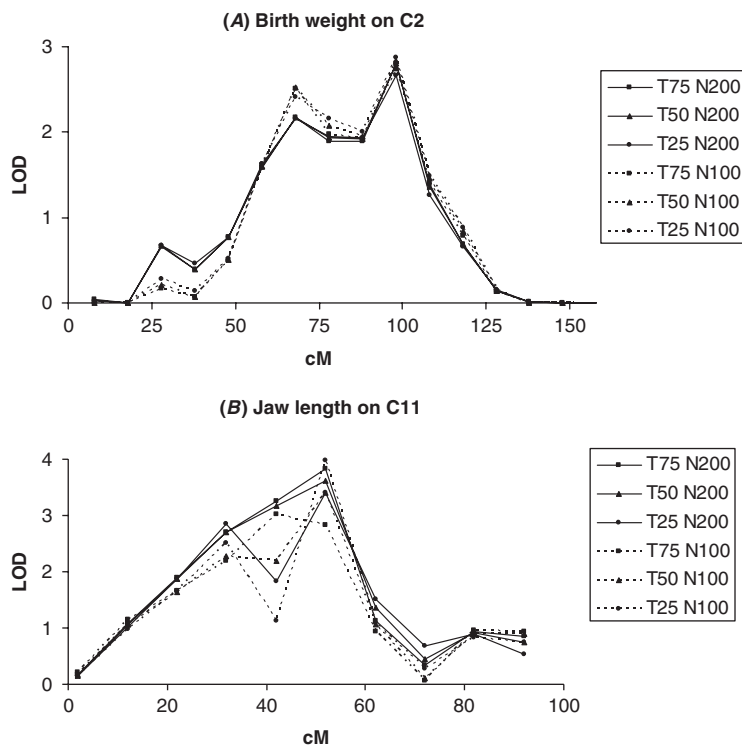 (A) Birth weight on C2
3
2
1
0
LOD
0 25 50 75 100 125 150
cM
T75 N200
T50 N200
T25 N200
T75 N100
T50 N100
T25 N100
(B) Jaw length on C11
4
3
2
1
0
LOD
0 20 40 60 80 100
cM
T75 N200
T50 N200
T25 N200
T75 N100
T50 N100
T25 N100